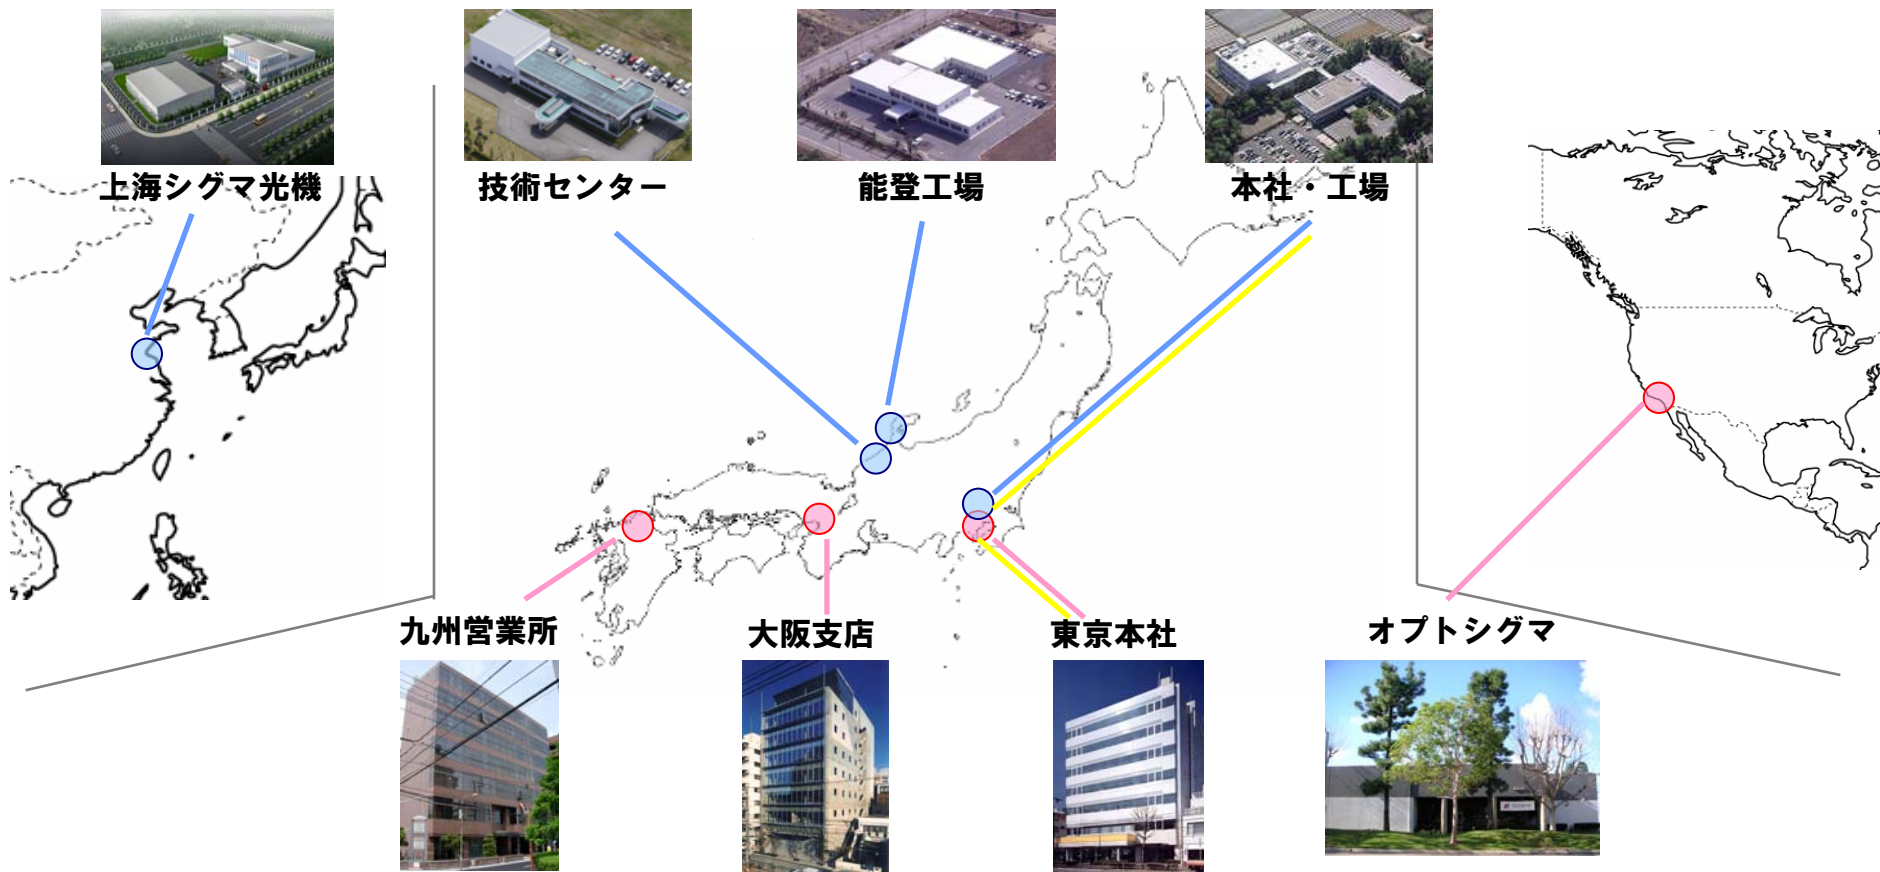 上海シグマ光機
技術センター
能登工場
本社・工場
九州営業所
大阪支店
東京本社
オプトシグマ